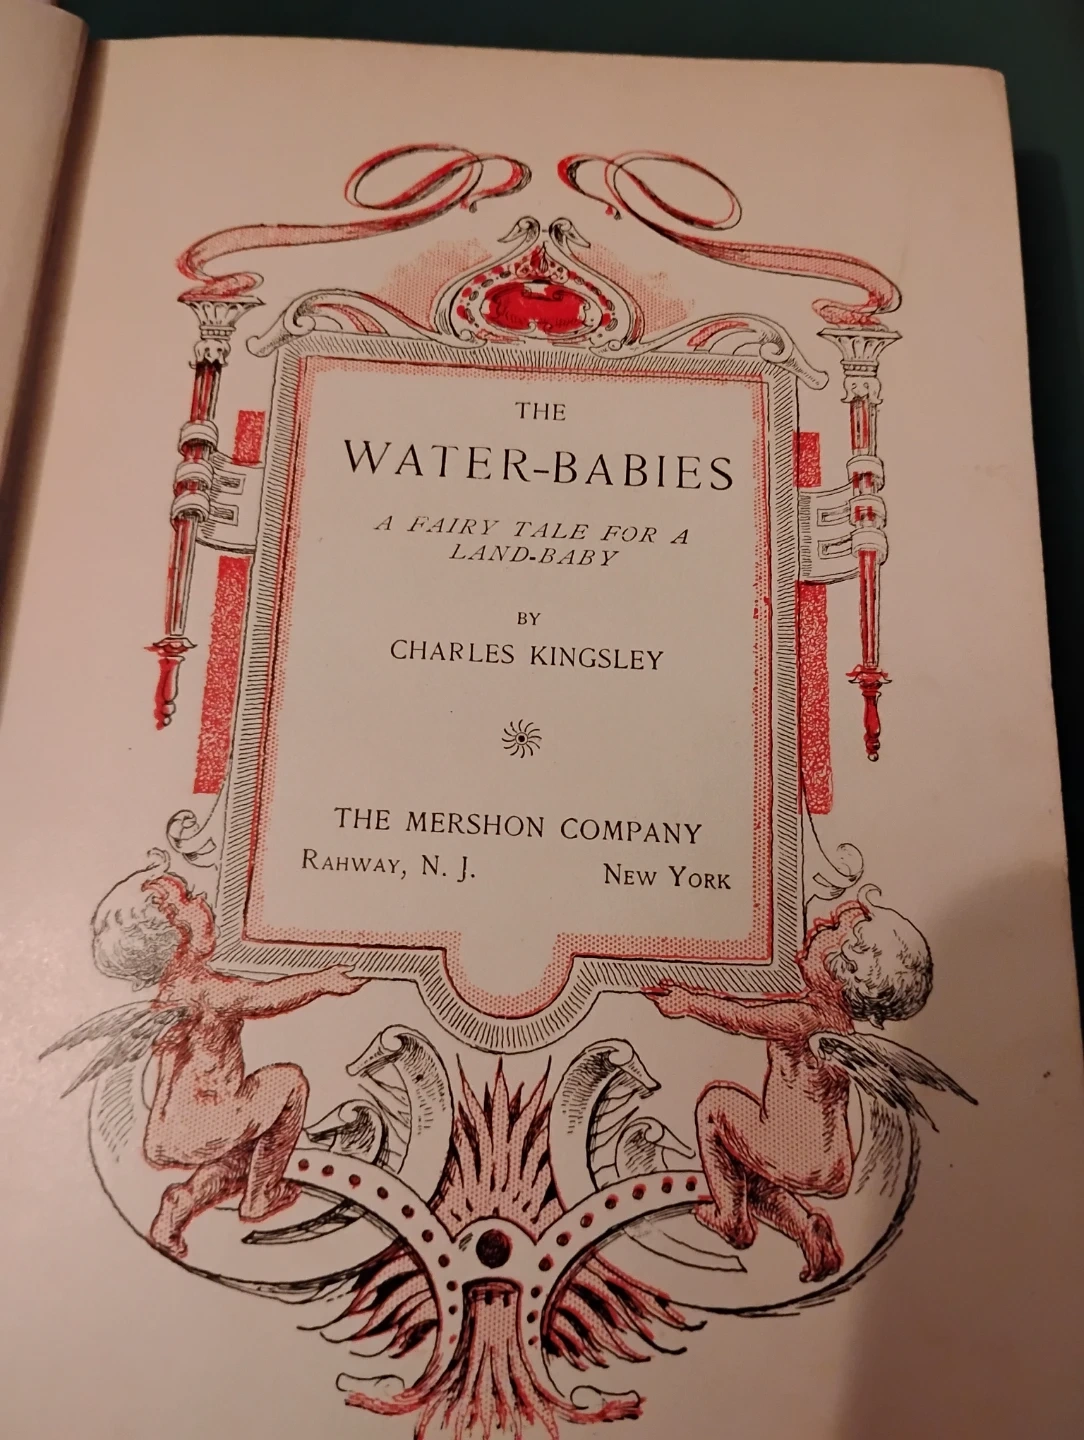 THE
WATER-BABIES
A FAIRY TALE FOR A
LAND-BABY
BY
CHARLES KINGSLEY
THE MERSHON COMPANY
RAHWAY, N. J. NEW YORK